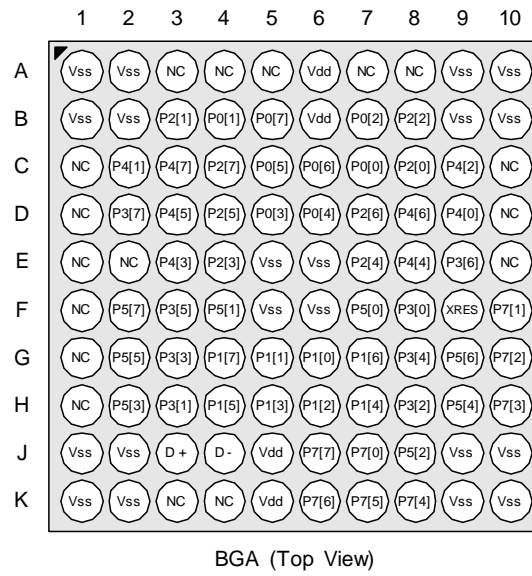 1 2 3 4 5 6 7 8 9 10
A Vss Vss NC NC NC Vdd NC NC Vss Vss
B Vss Vss P2[1] P0[1] P0[7] Vdd P0[2] P2[2] Vss Vss
C NC P4[1] P4[7] P2[7] P0[5] P0[6] P0[0] P2[0] P4[2] NC
D NC P3[7] P4[5] P2[5] P0[3] P0[4] P2[6] P4[6] P4[0] NC
E NC NC P4[3] P2[3] Vss Vss P2[4] P4[4] P3[6] NC
F NC P5[7] P3[5] P5[1] Vss Vss P5[0] P3[0] XRES P7[1]
G NC P5[5] P3[3] P1[7] P1[1] P1[0] P1[6] P3[4] P5[6] P7[2]
H NC P5[3] P3[1] P1[5] P1[3] P1[2] P1[4] P3[2] P5[4] P7[3]
J Vss Vss D + D - Vdd P7[7] P7[0] P5[2] Vss Vss
K Vss Vss NC NC Vdd P7[6] P7[5] P7[4] Vss Vss
BGA (Top View)